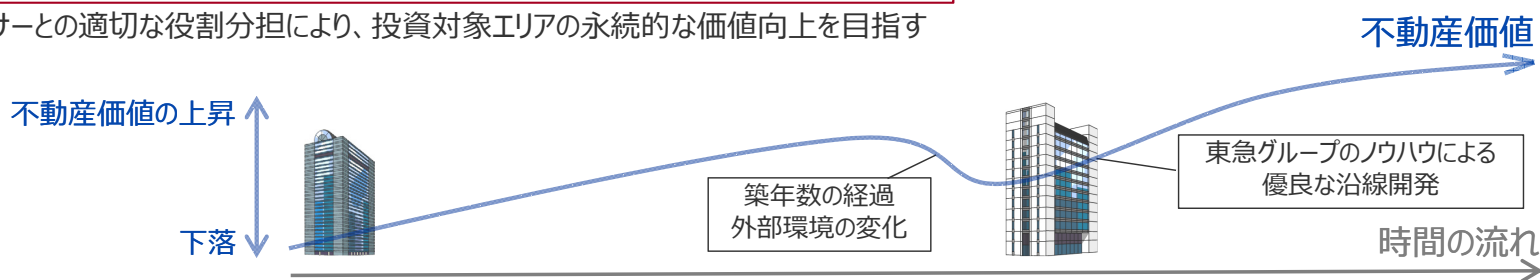 サーとの適切な役割分担により、投資対象エリアの永続的な価値向上を目指す
不動産価値
不動産価値の上昇
東急グループのノウハウによる
優良な沿線開発
築年数の経過
外部環境の変化
下落
時間の流れ